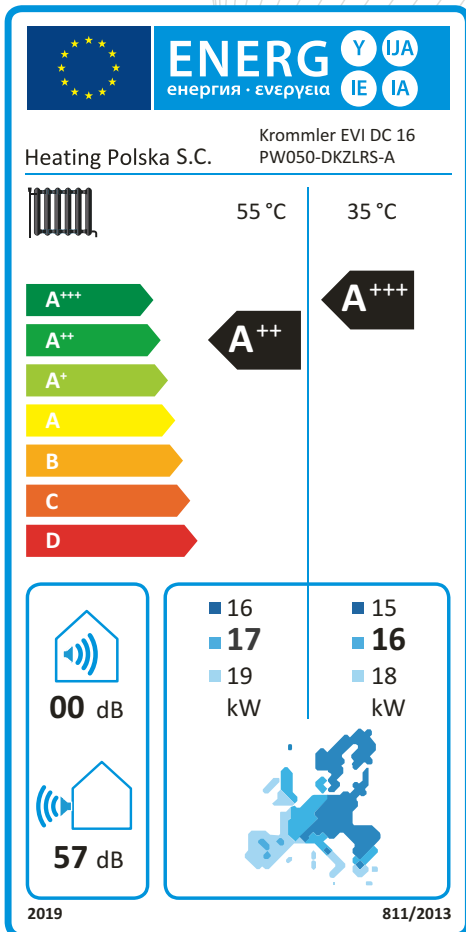 ENERG Y IJA
енергия · ενεργεια IE IA
Heating Polska S.C.
Krommler EVI DC 16
PW050-DKZLRS-A
55 °C 35 °C
A+++
A++
A+
A
B
C
D
A++
A+++
00 dB
57 dB
16
17
19
kW
15
16
18
kW
2019 811/2013